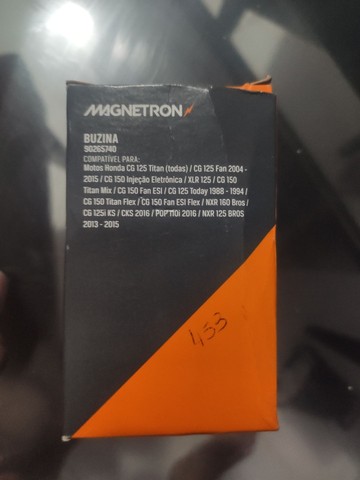 MAGNETRON
BUZINA
90265740
COMPATÍVEL PARA:
Motos Honda CG 125 Titan (todas) / CG 125 Fan 2004 -
2015 / CG 150 Injeção Eletrônica / XLR 125 / CG 150
Titan Mix / CG 150 Fan ESI / CG 125 Today 1988 - 1994 /
CG 150 Titan Flex / CG 150 Fan ESI Flex / NXR 160 Bros /
CG 125i KS / CKS 2016 / POP110i 2016 / NXR 125 BROS
2013 - 2015
433